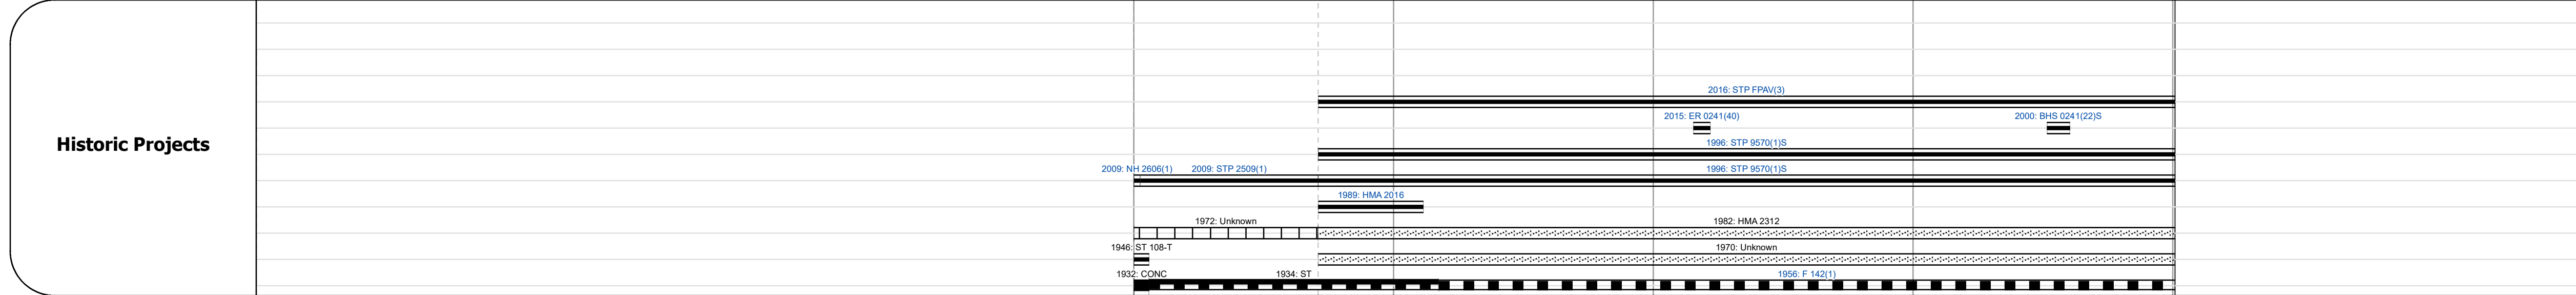 2016: STP FPAV(3)
2015: ER 0241(40) 2000: BHS 0241(22)S
Historic Projects
1996: STP 9570(1)S
2009: NH 2606(1) 2009: STP 2509(1) 1996: STP 9570(1)S
1989: HMA 2016
1972: Unknown 1982: HMA 2312
1946: ST 108-T 1970: Unknown
1932: CONC 1934: ST 1956: F 142(1)